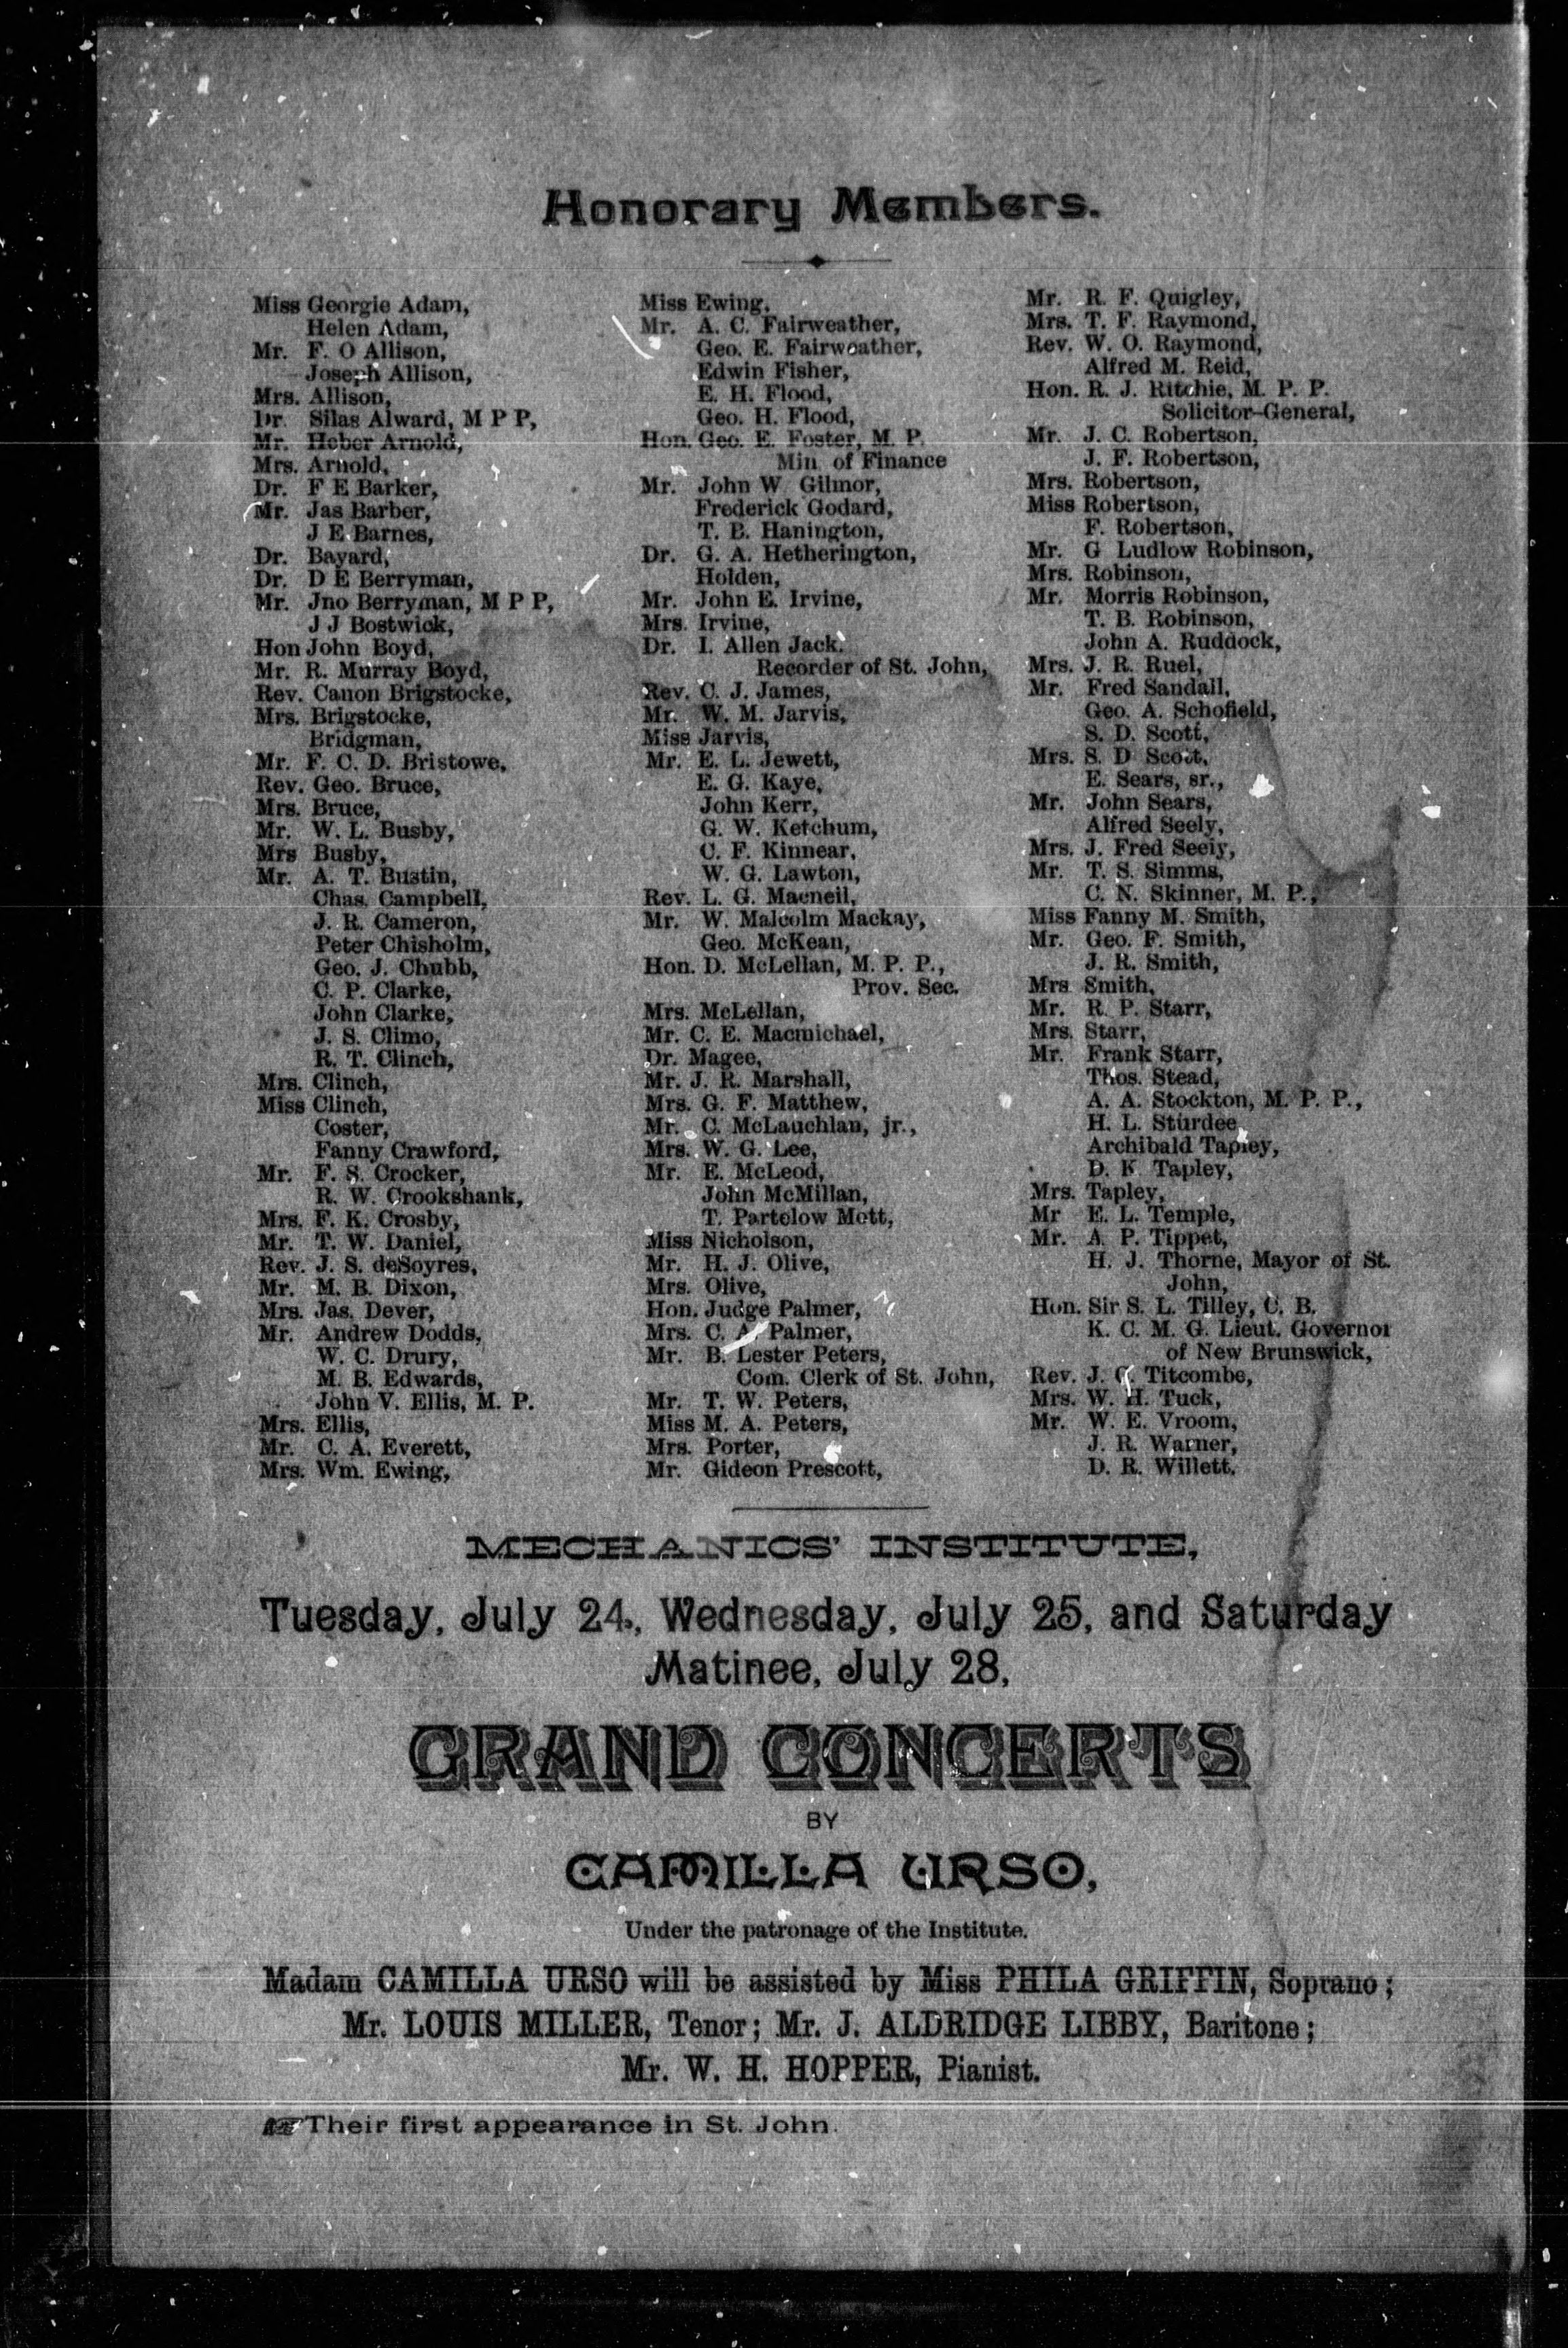 Honorary Members.
Miss Georgie Adam,
Helen Adam,
Mr. F. O Allison,
Joseph Allison,
Mrs. Allison,
Dr. Silas Alward, M P P,
Mr. Heber Arnold,
Mrs. Arnold,
Dr. F E Barker,
Mr. Jas Barber,
J E Barnes,
Dr. Bayard,
Dr. D E Berryman,
Mr. Jno Berryman, M P P,
J J Bostwick,
Hon John Boyd,
Mr. R. Murray Boyd,
Rev. Canon Brigstocke,
Mrs. Brigstocke,
Bridgman,
Mr. F. C. D. Bristowe,
Rev. Geo. Bruce,
Mrs. Bruce,
Mr. W. L. Busby,
Mrs Busby,
Mr. A. T. Bustin,
Chas. Campbell,
J. R. Cameron,
Peter Chisholm,
Geo. J. Chubb,
C. P. Clarke,
John Clarke,
J. S. Climo,
R. T. Clinch,
Mrs. Clinch,
Miss Clinch,
Coster,
Fanny Crawford,
Mr. F. S. Crocker,
R. W. Crookshank,
Mrs. F. K. Crosby,
Mr. T. W. Daniel,
Rev. J. S. deSoyres,
Mr. M. B. Dixon,
Mrs. Jas. Dever,
Mr. Andrew Dodds,
W. C. Drury,
M. B. Edwards,
John V. Ellis, M. P.
Mrs. Ellis,
Mr. C. A. Everett,
Mrs. Wm. Ewing,
Miss Ewing,
Mr. A. C. Fairweather,
Geo. E. Fairweather,
Edwin Fisher,
E. H. Flood,
Geo. H. Flood,
Hon. Geo. E. Foster, M. P.
Min of Finance
Mr. John W Gilmor,
Frederick Godard,
T. B. Hanington,
Dr. G. A. Hetherington,
Holden,
Mr. John E. Irvine,
Mrs. Irvine,
Dr. I. Allen Jack.
Recorder of St. John,
Rev. C. J. James,
Mr. W. M. Jarvis,
Miss Jarvis,
Mr. E. L. Jewett,
E. G. Kaye,
John Kerr,
G. W. Ketchum,
C. F. Kinnear,
W. G. Lawton,
Rev. L. G. Macneil,
Mr. W. Malcolm Mackay,
Geo. McKean,
Hon. D. McLellan, M. P. P.,
Prov. Sec.
Mrs. McLellan,
Mr. C. E. Macmichael,
Dr. Magee,
Mr. J. R. Marshall,
Mrs. G. F. Matthew,
Mr. C. McLauchlan, jr.,
Mrs. W. G. Lee,
Mr. E. McLeod,
John McMillan,
T. Partelow Mott,
Miss Nicholson,
Mr. H. J. Olive,
Mrs. Olive,
Hon. Judge Palmer,
Mrs. C. A. Palmer,
Mr. B. Lester Peters,
Com. Clerk of St. John,
Mr. T. W. Peters,
Miss M. A. Peters,
Mrs. Porter,
Mr. Gideon Prescott,
Mr. R. F. Quigley,
Mrs. T. F. Raymond,
Rev. W. O. Raymond,
Alfred M. Reid,
Hon. R. J. Ritchie, M. P. P.
Solicitor-General,
Mr. J. C. Robertson,
J. F. Robertson,
Mrs. Robertson,
Miss Robertson,
F. Robertson,
Mr. G Ludlow Robinson,
Mrs. Robinson,
Mr. Morris Robinson,
T. B. Robinson,
John A. Ruddock,
Mrs. J. R. Ruel,
Mr. Fred Sandall,
Geo. A. Schofield,
S. D. Scott,
Mrs. S. D Scott,
E. Sears, sr.,
Mr. John Sears,
Alfred Seely,
Mrs. J. Fred Seely,
Mr. T. S. Simms,
C. N. Skinner, M. P.,
Miss Fanny M. Smith,
Mr. Geo. F. Smith,
J. R. Smith,
Mrs Smith,
Mr. R. P. Starr,
Mrs. Starr,
Mr. Frank Starr,
Thos. Stead,
A. A. Stockton, M. P. P.,
H. L. Sturdee,
Archibald Tapley,
D. K Tapley,
Mrs. Tapley,
Mr E. L. Temple,
Mr. A. P. Tippet,
H. J. Thorne, Mayor of St.
John,
Hon. Sir S. L. Tilley, C. B.
K. C. M. G. Lieut. Governor
of New Brunswick,
Rev. J. C. Titcombe,
Mrs. W. H. Tuck,
Mr. W. E. Vroom,
J. R. Warner,
D. R. Willett.
MECHANICS' INSTITUTE,
Tuesday, July 24, Wednesday, July 25, and Saturday
Matinee, July 28,
GRAND CONCERTS
BY
CAMILLA URSO,
Under the patronage of the Institute.
Madam CAMILLA URSO will be assisted by Miss PHILA GRIFFIN, Soprano;
Mr. LOUIS MILLER, Tenor; Mr. J. ALDRIDGE LIBBY, Baritone;
Mr. W. H. HOPPER, Pianist.
☞Their first appearance in St. John.